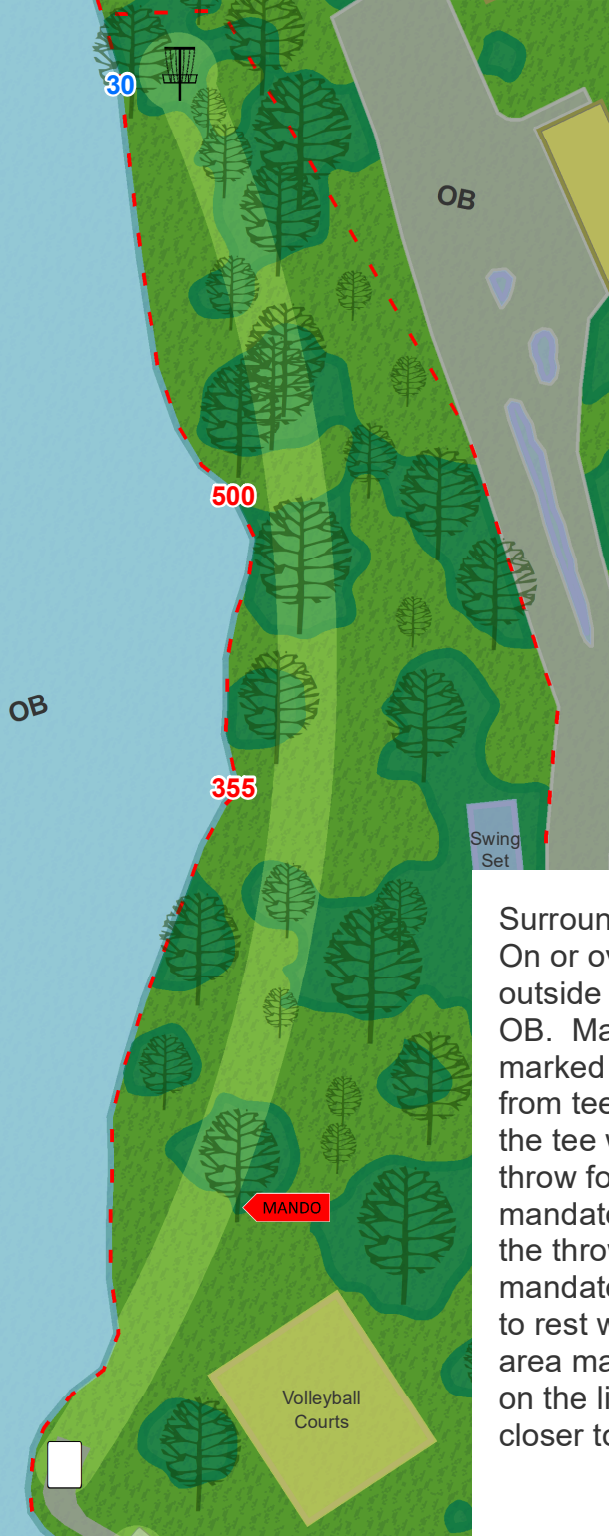 30
OB
500
OB
355
Swing
Set
Surroun
On or ov
outside
OB. Ma
marked
from tee
the tee w
throw fo
mandato
the throw
mandato
to rest w
area ma
on the li
closer to
MANDO
Volleyball
Courts